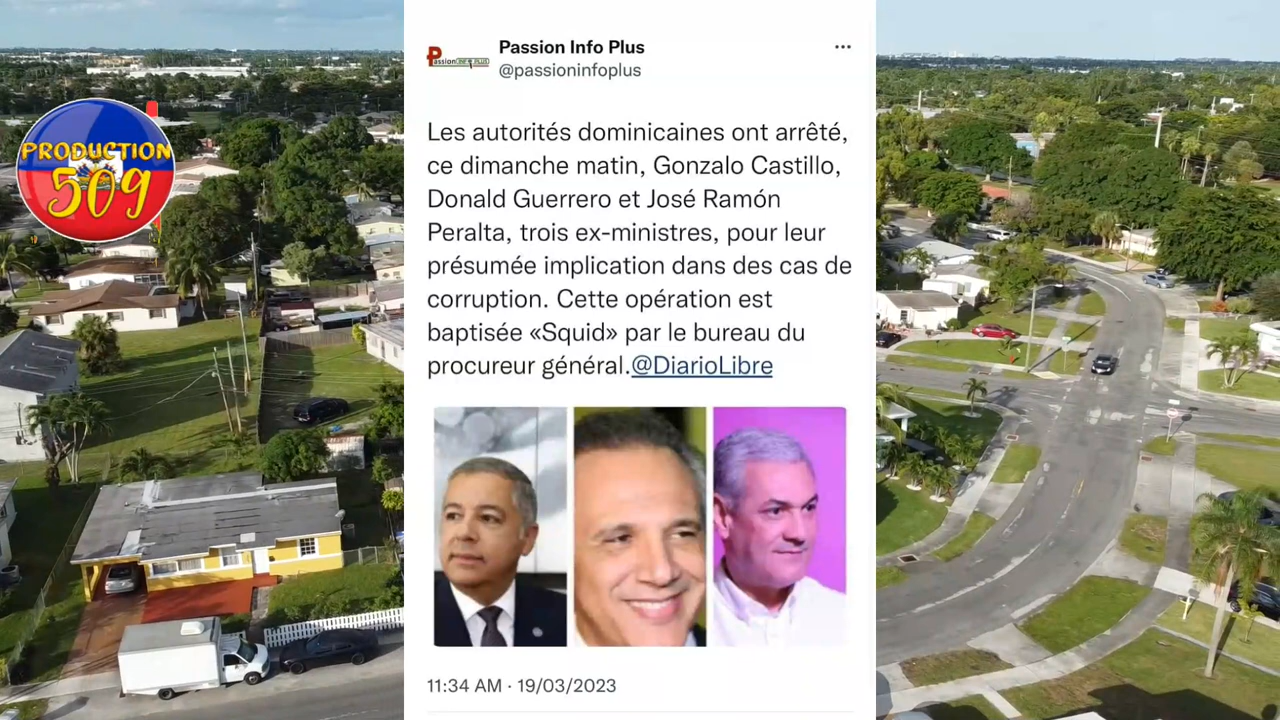 PRODUCTION
509
Passion Info Plus
@passioninfoplus
Les autorités dominicaines ont arrêté,
ce dimanche matin, Gonzalo Castillo,
Donald Guerrero et José Ramón
Peralta, trois ex-ministres, pour leur
présumée implication dans des cas de
corruption. Cette opération est
baptisée «Squid» par le bureau du
procureur général.@DiarioLibre
11:34 AM · 19/03/2023